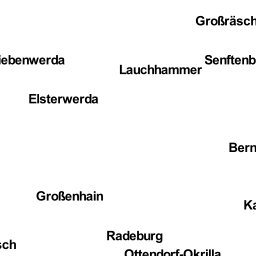 Großräsch
iebenwerda
Senftenb
Lauchhammer
Elsterwerda
Bern
Großenhain
Ka
Radeburg
sch
Ottendorf-Okrilla